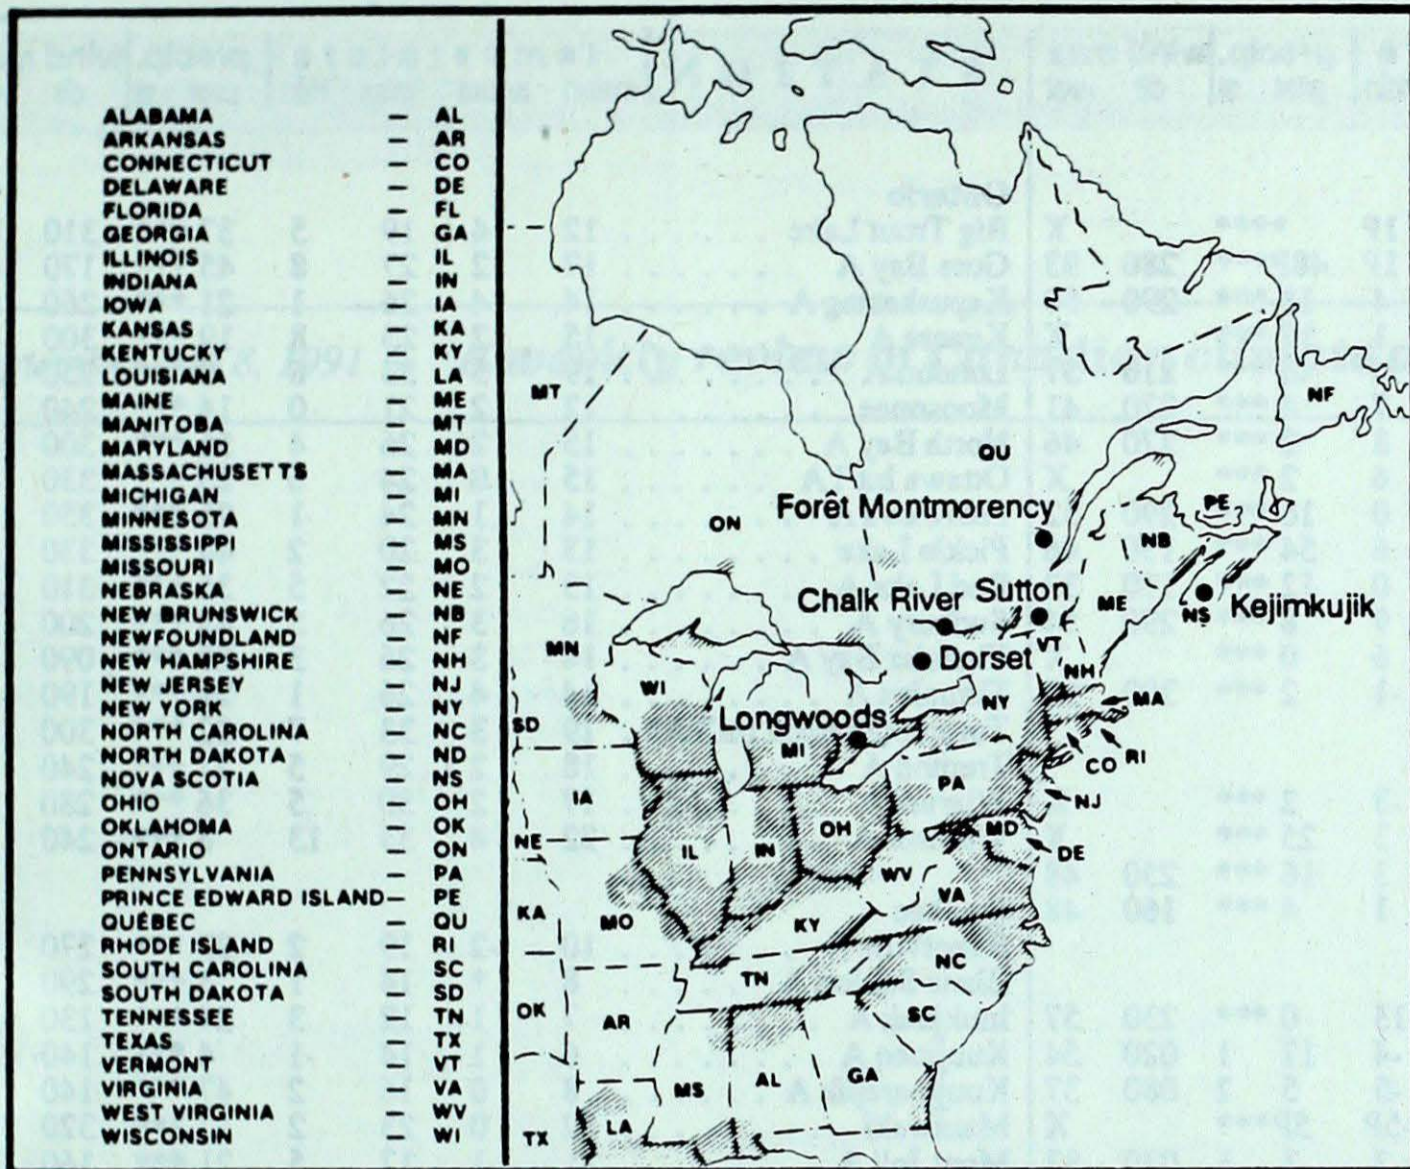 ALABAMA — AL
ARKANSAS — AR
CONNECTICUT — CO
DELAWARE — DE
FLORIDA — FL
GEORGIA — GA
ILLINOIS — IL
INDIANA — IN
IOWA — IA
KANSAS — KA
KENTUCKY — KY
LOUISIANA — LA
MAINE — ME
MANITOBA — MT
MARYLAND — MD
MASSACHUSETTS — MA
MICHIGAN — MI
MINNESOTA — MN
MISSISSIPPI — MS
MISSOURI — MO
NEBRASKA — NE
NEW BRUNSWICK — NB
NEWFOUNDLAND — NF
NEW HAMPSHIRE — NH
NEW JERSEY — NJ
NEW YORK — NY
NORTH CAROLINA — NC
NORTH DAKOTA — ND
NOVA SCOTIA — NS
OHIO — OH
OKLAHOMA — OK
ONTARIO — ON
PENNSYLVANIA — PA
PRINCE EDWARD ISLAND — PE
QUÉBEC — QU
RHODE ISLAND — RI
SOUTH CAROLINA — SC
SOUTH DAKOTA — SD
TENNESSEE — TN
TEXAS — TX
VERMONT — VT
VIRGINIA — VA
WEST VIRGINIA — WV
WISCONSIN — WI
MT
NF
QU
Forêt Montmorency
PE
ON
NB
Chalk River
Sutton
ME
NS
Kejimkujik
MN
VT
Dorset
NH
WI
NY
MA
SD
Longwoods
MI
CO
RI
IA
PA
NJ
NE
IL
IN
OH
MD
DE
WV
VA
KA
MO
KY
NC
TN
OK
AR
SC
MS
AL
GA
LA
TX